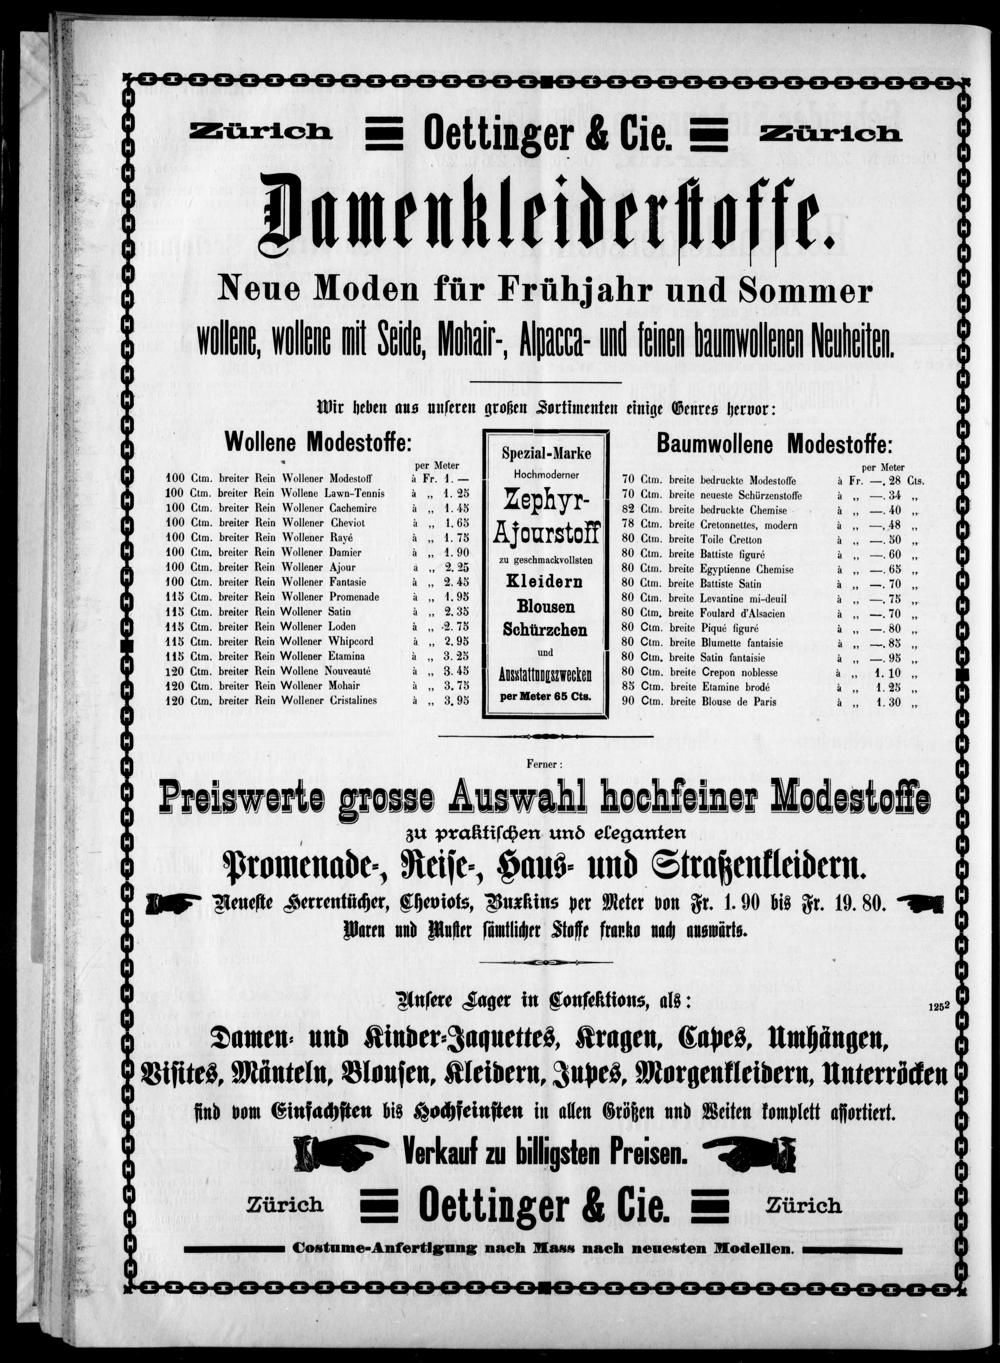 Zürich Oettinger & Cie. Zürich
Damenkleiderstoffe.
Neue Moden für Frühjahr und Sommer
wollene, wollene mit Seide, Mohair-, Alpacca- und feinen baumwollenen Neuheiten.
Wir heben aus unseren großen Sortimenten einige Genres hervor:
Wollene Modestoffe:
per Meter
100 Ctm. breiter Rein Wollener Modestoff à Fr. 1. —
100 Ctm. breiter Rein Wollene Lawn-Tennis à „ 1. 25
100 Ctm. breiter Rein Wollener Cachemire à „ 1. 45
100 Ctm. breiter Rein Wollener Cheviot à „ 1. 65
100 Ctm. breiter Rein Wollener Rayé à „ 1. 75
100 Ctm. breiter Rein Wollener Damier à „ 1. 90
100 Ctm. breiter Rein Wollener Ajour à „ 2. 25
100 Ctm. breiter Rein Wollener Fantasie à „ 2. 45
115 Ctm. breiter Rein Wollener Promenade à „ 1. 95
115 Ctm. breiter Rein Wollener Satin à „ 2. 35
115 Ctm. breiter Rein Wollener Loden à „ 2. 75
115 Ctm. breiter Rein Wollener Whipcord à „ 2. 95
115 Ctm. breiter Rein Wollener Etamina à „ 3. 25
120 Ctm. breiter Rein Wollene Nouveauté à „ 3. 45
120 Ctm. breiter Rein Wollener Mohair à „ 3. 75
120 Ctm. breiter Rein Wollener Cristalines à „ 3. 95
Spezial-Marke
Hochmoderner
Zephyr-
Ajourstoff
zu geschmackvollsten
Kleidern
Blousen
Schürzchen
und
Ausstattungszwecken
per Meter 65 Cts.
Baumwollene Modestoffe:
per Meter
70 Ctm. breite bedruckte Modestoffe à Fr. —. 28 Cts.
70 Ctm. breite neueste Schürzenstoffe à „ —. 34 „
82 Ctm. breite bedruckte Chemise à „ —. 40 „
78 Ctm. breite Cretonnettes, modern à „ —. 48 „
80 Ctm. breite Toile Cretton à „ —. 50 „
80 Ctm. breite Battiste figuré à „ —. 60 „
80 Ctm. breite Egyptienne Chemise à „ —. 65 „
80 Ctm. breite Battiste Satin à „ —. 70 „
80 Ctm. breite Levantine mi-deuil à „ —. 75 „
80 Ctm. breite Foulard d'Alsacien à „ —. 70 „
80 Ctm. breite Piqué figuré à „ —. 80 „
80 Ctm. breite Blumette fantaisie à „ —. 85 „
80 Ctm. breite Satin fantaisie à „ —. 95 „
80 Ctm. breite Crepon noblesse à „ 1. 10 „
85 Ctm. breite Etamine brodé à „ 1. 25 „
90 Ctm. breite Blouse de Paris à „ 1. 30 „
Ferner:
Preiswerte grosse Auswahl hochfeiner Modestoffe
zu praktischen und eleganten
Promenade-, Reise-, Haus- und Straßenkleidern.
Neueste Herrentücher, Cheviots, Buxkins per Meter von Fr. 1. 90 bis Fr. 19. 80.
Waren und Muster sämtlicher Stoffe franko nach auswärts.
Unsere Lager in Confektions, als:
1252
Damen- und Kinder-Jaquettes, Kragen, Capes, Umhängen,
Visites, Mänteln, Blousen, Kleidern, Jupes, Morgenkleidern, Unterröcken
sind vom Einfachsten bis Hochfeinsten in allen Größen und Weiten komplett assortiert.
Verkauf zu billigsten Preisen.
Zürich Oettinger & Cie. Zürich
Costume-Anfertigung nach Mass nach neuesten Modellen.